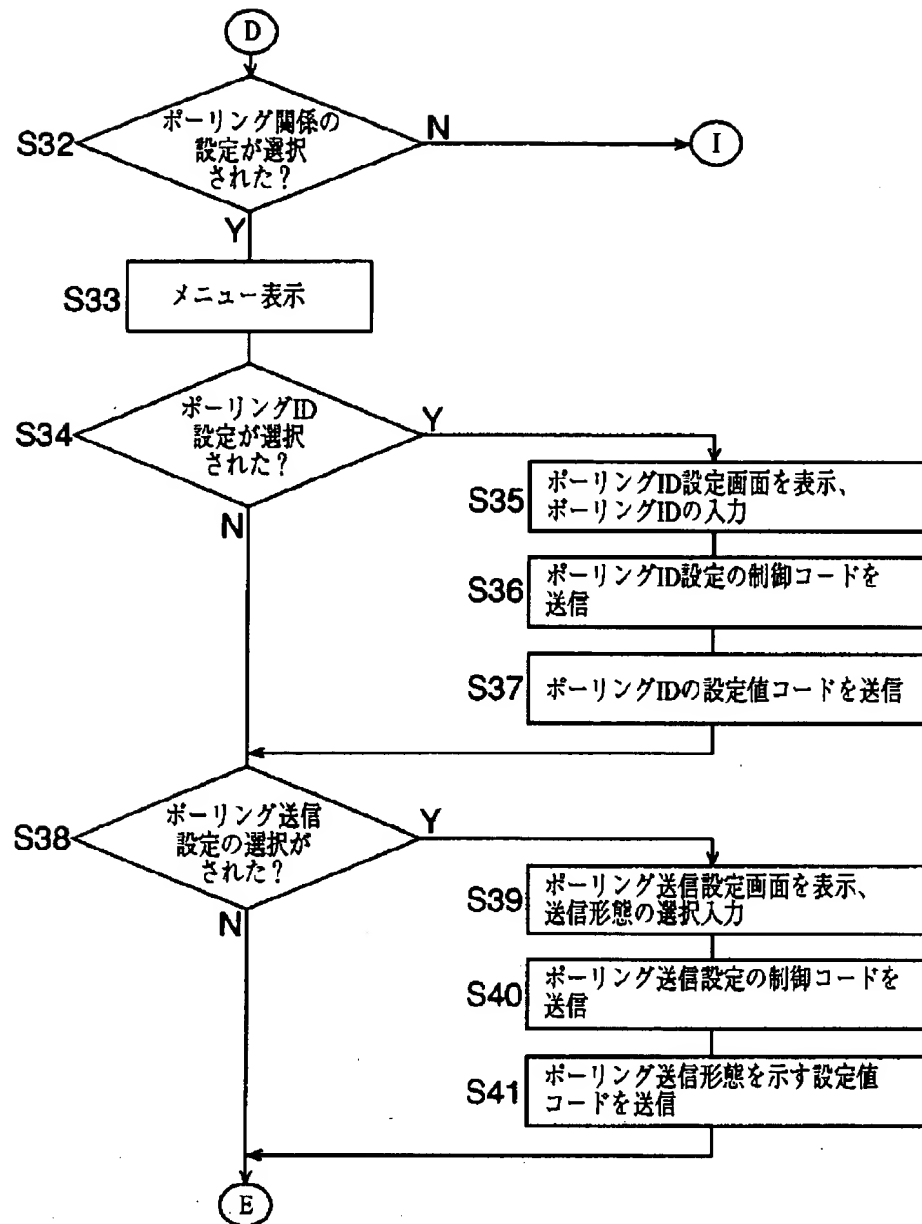 D
S32
ポーリング関係の
設定が選択
された？
N
I
Y
S33
メニュー表示
S34
ポーリングID
設定が選択
された？
Y
N
S35
ポーリングID設定画面を表示、
ポーリングIDの入力
S36
ポーリングID設定の制御コードを
送信
S37
ポーリングIDの設定値コードを送信
S38
ポーリング送信
設定の選択が
された？
Y
N
S39
ポーリング送信設定画面を表示、
送信形態の選択入力
S40
ポーリング送信設定の制御コードを
送信
S41
ポーリング送信形態を示す設定値
コードを送信
E